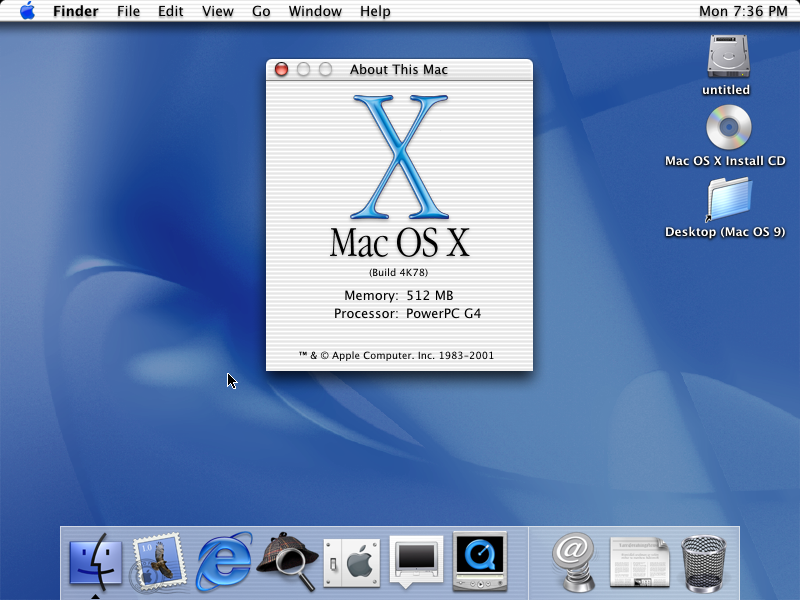 Finder File Edit View Go Window Help Mon 7:36 PM
About This Mac
untitled
Mac OS X Install CD
Desktop (Mac OS 9)
X
Mac OS X
(Build 4K78)
Memory: 512 MB
Processor: PowerPC G4
™ & © Apple Computer. Inc. 1983-2001
1.0
@